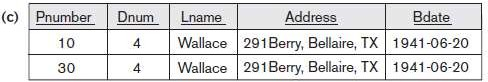 (c) Pnumber Dnum Lname Address Bdate
10 4 Wallace 291Berry, Bellaire, TX 1941-06-20
30 4 Wallace 291Berry, Bellaire, TX 1941-06-20